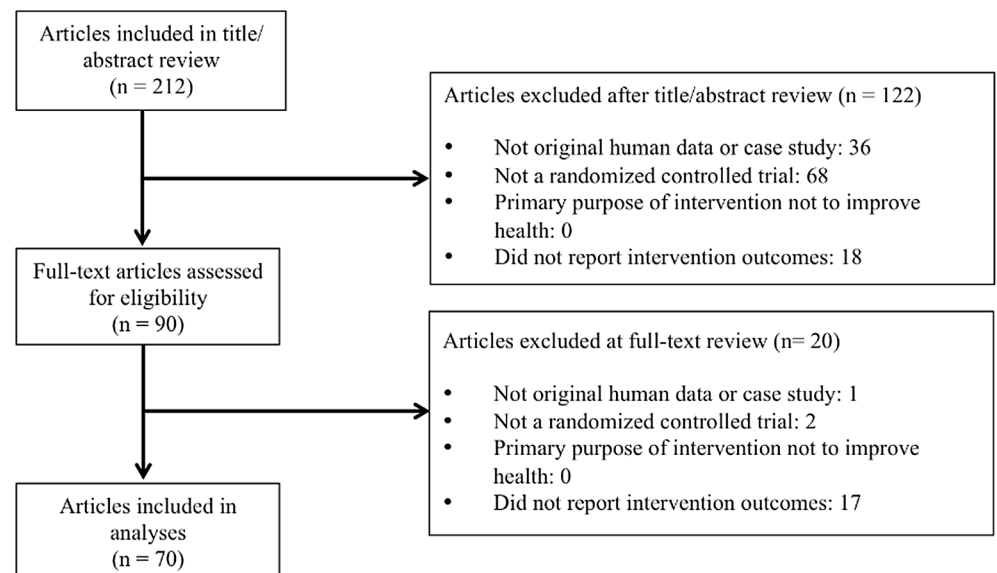 Articles included in title/
abstract review
(n = 212)
Articles excluded after title/abstract review (n = 122)
• Not original human data or case study: 36
• Not a randomized controlled trial: 68
• Primary purpose of intervention not to improve
health: 0
• Did not report intervention outcomes: 18
Full-text articles assessed
for eligibility
(n = 90)
Articles excluded at full-text review (n= 20)
• Not original human data or case study: 1
• Not a randomized controlled trial: 2
• Primary purpose of intervention not to improve
health: 0
• Did not report intervention outcomes: 17
Articles included in
analyses
(n = 70)